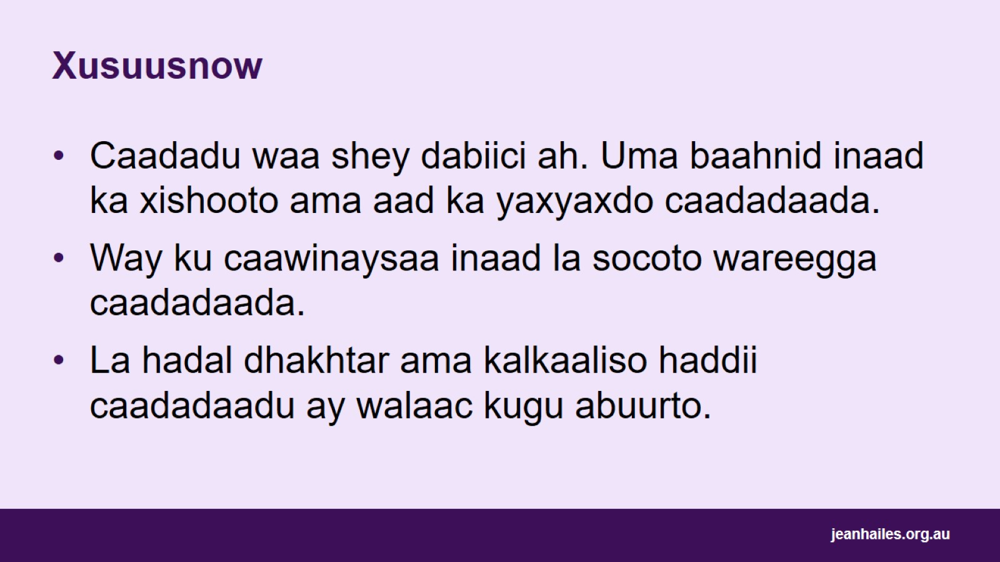 Xusuusnow
• Caadadu waa shey dabiici ah. Uma baahnid inaad
ka xishooto ama aad ka yaxyaxdo caadadaada.
• Way ku caawinaysaa inaad la socoto wareegga
caadadaada.
• La hadal dhakhtar ama kalkaaliso haddii
caadadaadu ay walaac kugu abuurto.
jeanhailes.org.au